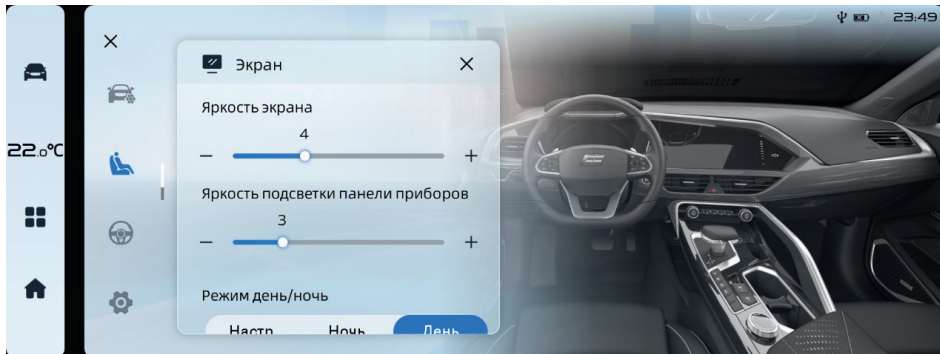 23:49
Экран
Яркость экрана
4
22.0°C
Яркость подсветки панели приборов
3
Режим день/ночь
Настр. Ночь День